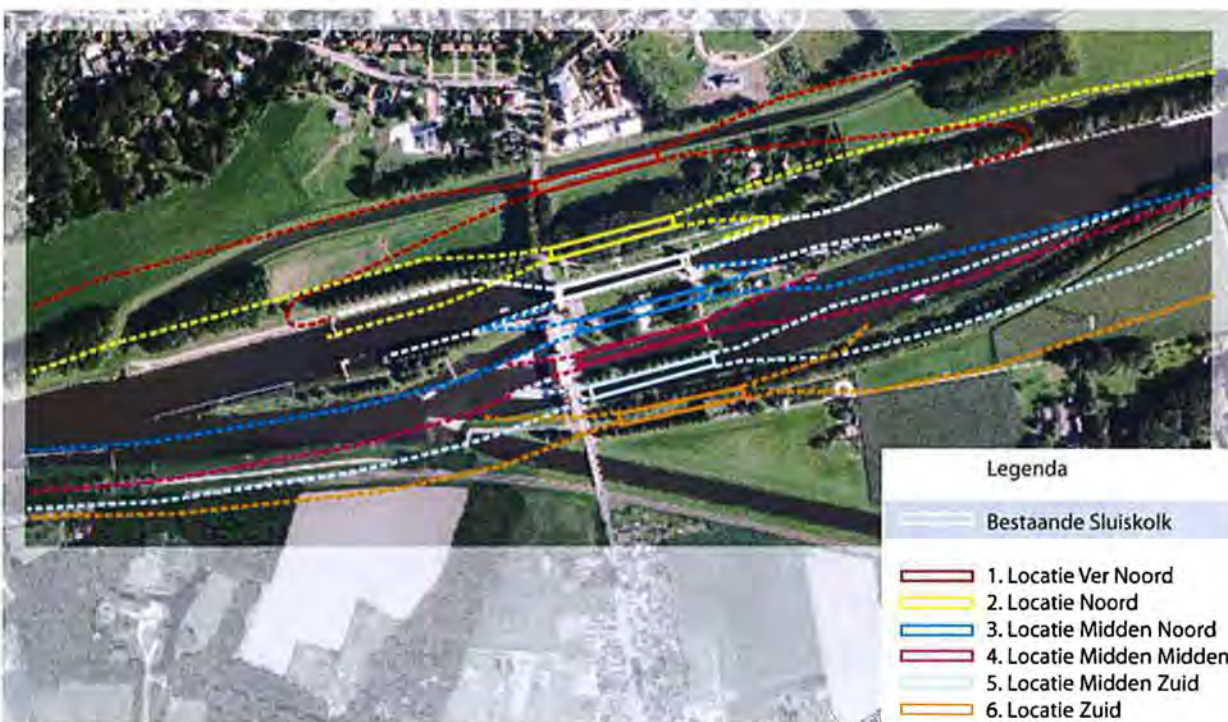 Legenda
Bestaande Sluiskolk
1. Locatie Ver Noord
2. Locatie Noord
3. Locatie Midden Noord
4. Locatie Midden Midden
5. Locatie Midden Zuid
6. Locatie Zuid